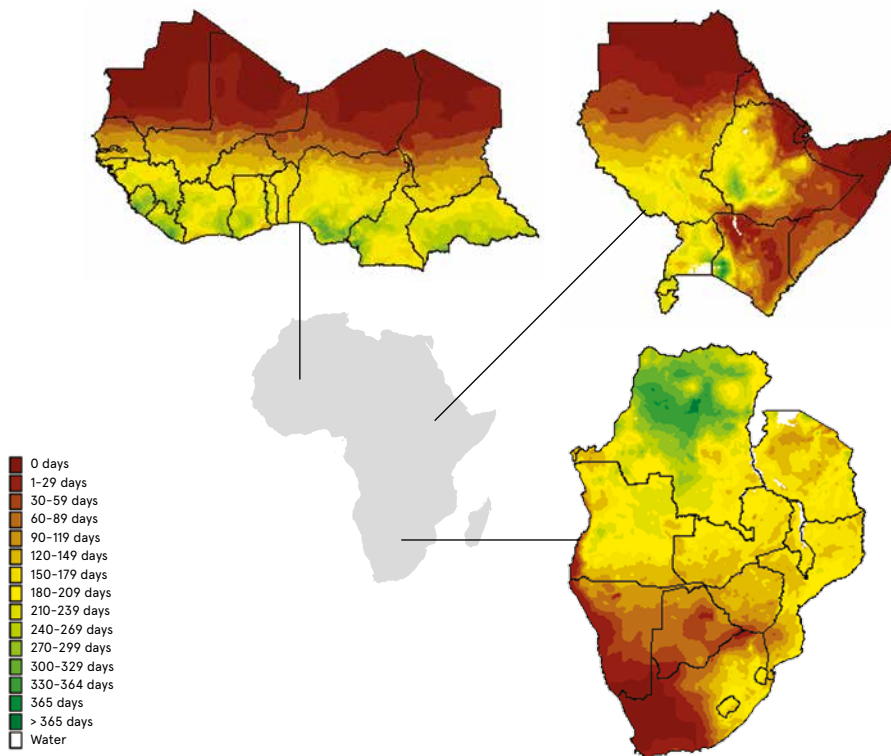 0 days
1–29 days
30–59 days
60–89 days
90–119 days
120–149 days
150–179 days
180–209 days
210–239 days
240–269 days
270–299 days
300–329 days
330–364 days
365 days
> 365 days
Water